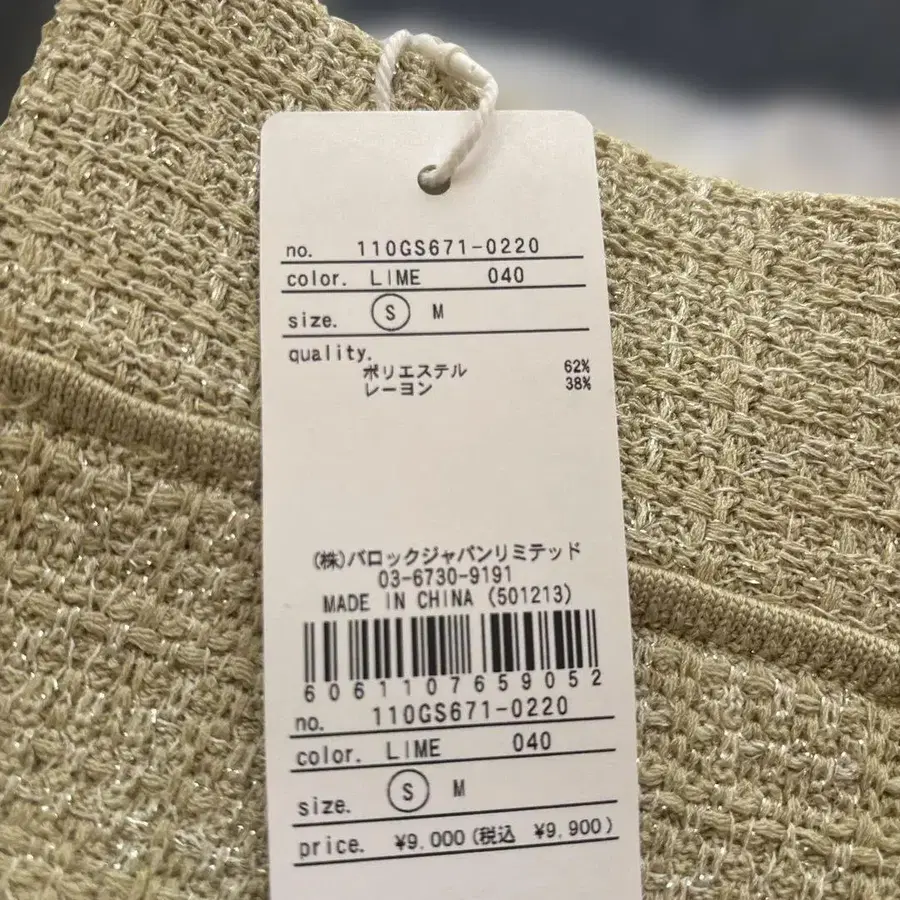 no. 110GS671-0220
color. LIME 040
size. S M
quality.
ポリエステル 62%
レーヨン 38%
(株)バロックジャパンリミテッド
03-6730-9191
MADE IN CHINA (501213)
6061107659052
no. 110GS671-0220
color. LIME 040
size. S M
price. ¥9,000(税込 ¥9,900)